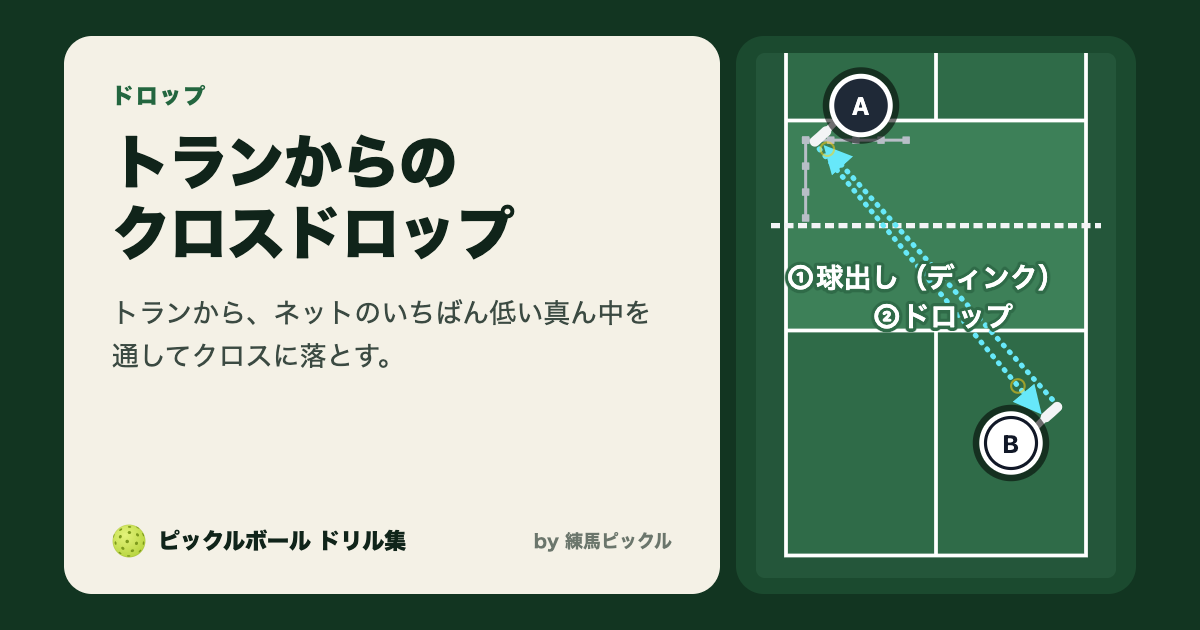 ドロップ
トランからの
クロスドロップ
トランから、ネットのいちばん低い真ん中を
通してクロスに落とす。
ピックルボール ドリル集
by 練馬ピックル
A
①球出し（ディンク）
②ドロップ
B